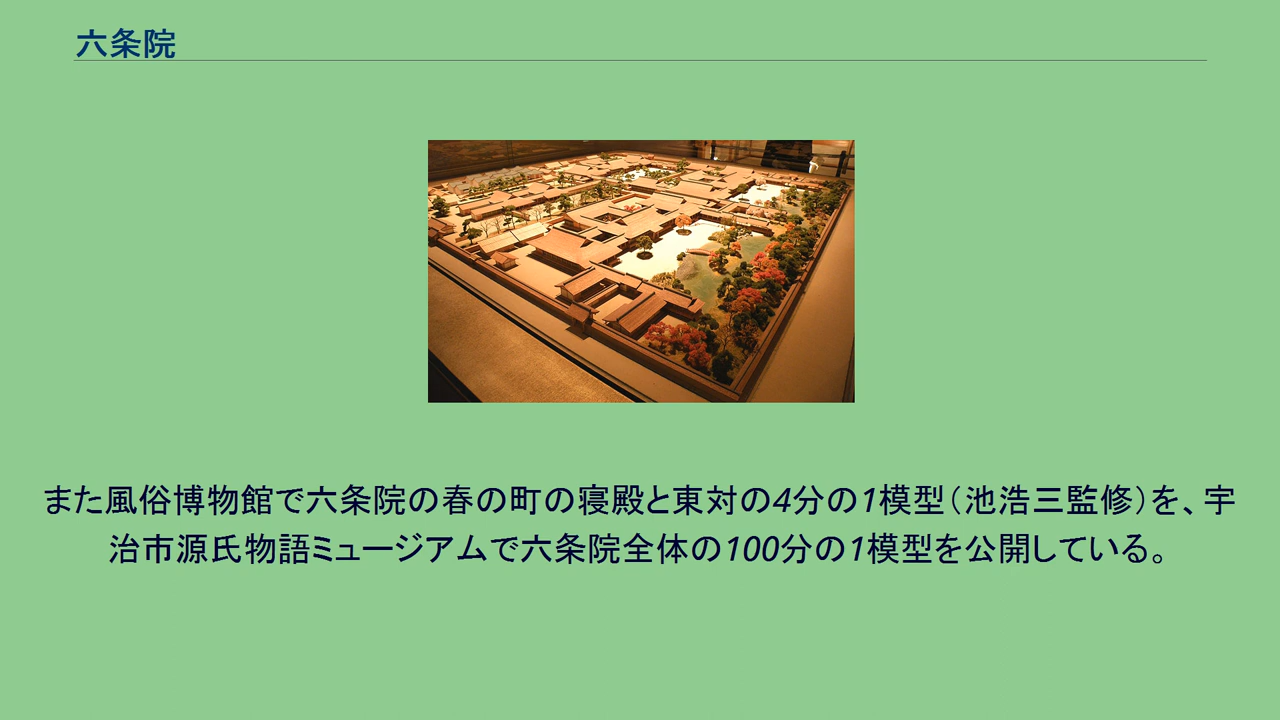 六条院
また風俗博物館で六条院の春の町の寝殿と東対の4分の1模型（池浩三監修）を、宇
治市源氏物語ミュージアムで六条院全体の100分の1模型を公開している。